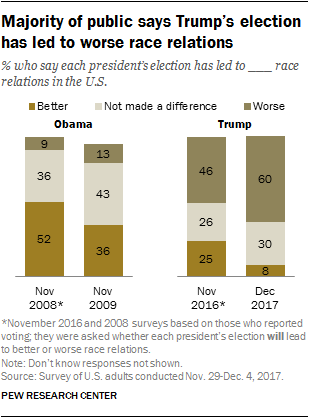 Majority of public says Trump's election
has led to worse race relations
% who say each president's election has led to ___ race
relations in the U.S.
Better Not made a difference Worse
Obama Trump
9 13 46 60
36 43 26 30
52 36 25 8
Nov 2008* Nov 2009 Nov 2016* Dec 2017
*November 2016 and 2008 surveys based on those who reported
voting; they were asked whether each president's election will lead
to better or worse race relations.
Note: Don't know responses not shown.
Source: Survey of U.S. adults conducted Nov. 29-Dec. 4, 2017.
PEW RESEARCH CENTER